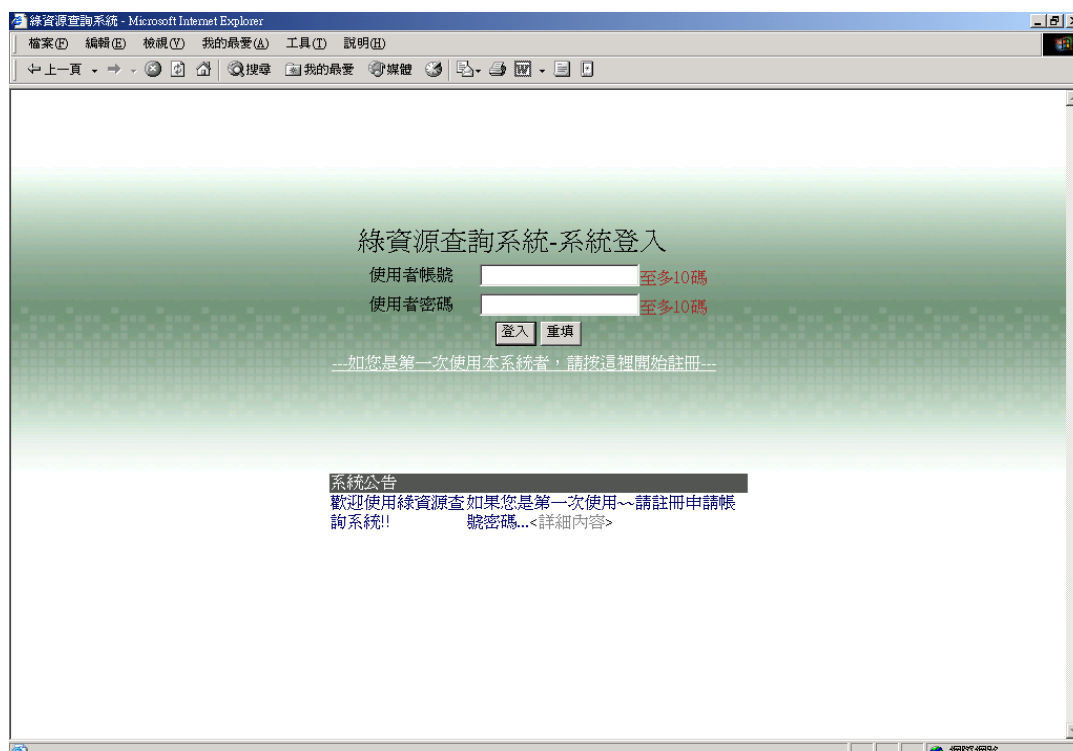 綠資源查詢系統 - Microsoft Internet Explorer
檔案(F) 編輯(E) 檢視(V) 我的最愛(A) 工具(T) 說明(H)
上一頁 搜尋 我的最愛 媒體
綠資源查詢系統-系統登入
使用者帳號 至多10碼
使用者密碼 至多10碼
登入 重填
---如您是第一次使用本系統者，請按這裡開始註冊---
系統公告
歡迎使用綠資源查詢系統!!
如果您是第一次使用~~請註冊申請帳
號密碼...<詳細內容>
網際網路